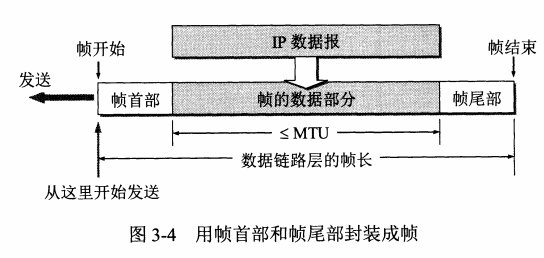 IP 数据报
帧开始
帧结束
发送
帧首部
帧的数据部分
帧尾部
≤ MTU
数据链路层的帧长
从这里开始发送
图 3-4 用帧首部和帧尾部封装成帧